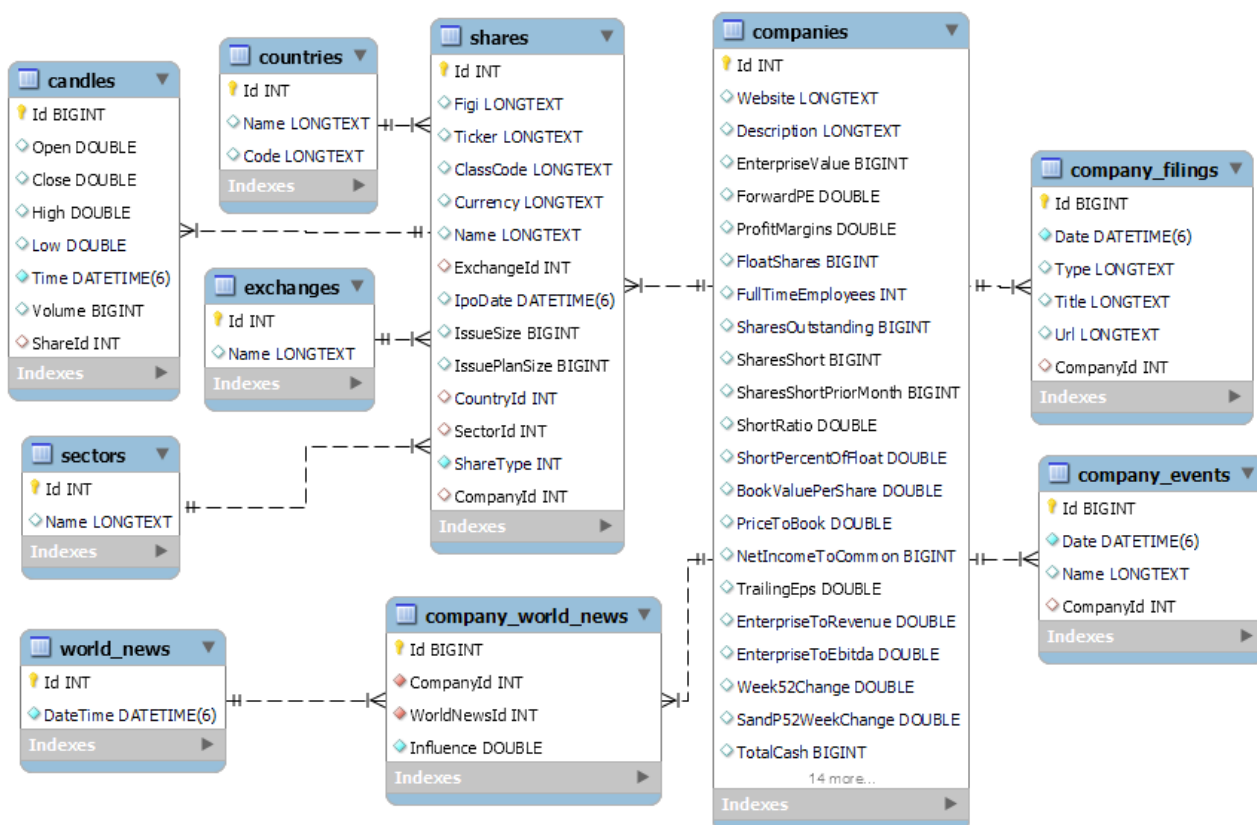 candles
Id BIGINT
Open DOUBLE
Close DOUBLE
High DOUBLE
Low DOUBLE
Time DATETIME(6)
Volume BIGINT
ShareId INT
Indexes
countries
Id INT
Name LONGTEXT
Code LONGTEXT
Indexes
exchanges
Id INT
Name LONGTEXT
Indexes
sectors
Id INT
Name LONGTEXT
Indexes
world_news
Id INT
DateTime DATETIME(6)
Indexes
shares
Id INT
Figi LONGTEXT
Ticker LONGTEXT
ClassCode LONGTEXT
Currency LONGTEXT
Name LONGTEXT
ExchangeId INT
IpoDate DATETIME(6)
IssueSize BIGINT
IssuePlanSize BIGINT
CountryId INT
SectorId INT
ShareType INT
CompanyId INT
Indexes
company_world_news
Id BIGINT
CompanyId INT
WorldNewsId INT
Influence DOUBLE
Indexes
companies
Id INT
Website LONGTEXT
Description LONGTEXT
EnterpriseValue BIGINT
ForwardPE DOUBLE
ProfitMargins DOUBLE
FloatShares BIGINT
FullTimeEmployees INT
SharesOutstanding BIGINT
SharesShort BIGINT
SharesShortPriorMonth BIGINT
ShortRatio DOUBLE
ShortPercentOfFloat DOUBLE
BookValuePerShare DOUBLE
PriceToBook DOUBLE
NetIncomeToCommon BIGINT
TrailingEps DOUBLE
EnterpriseToRevenue DOUBLE
EnterpriseToEbitda DOUBLE
Week52Change DOUBLE
SandP52WeekChange DOUBLE
TotalCash BIGINT
14 more...
Indexes
company_filings
Id BIGINT
Date DATETIME(6)
Type LONGTEXT
Title LONGTEXT
Url LONGTEXT
CompanyId INT
Indexes
company_events
Id BIGINT
Date DATETIME(6)
Name LONGTEXT
CompanyId INT
Indexes